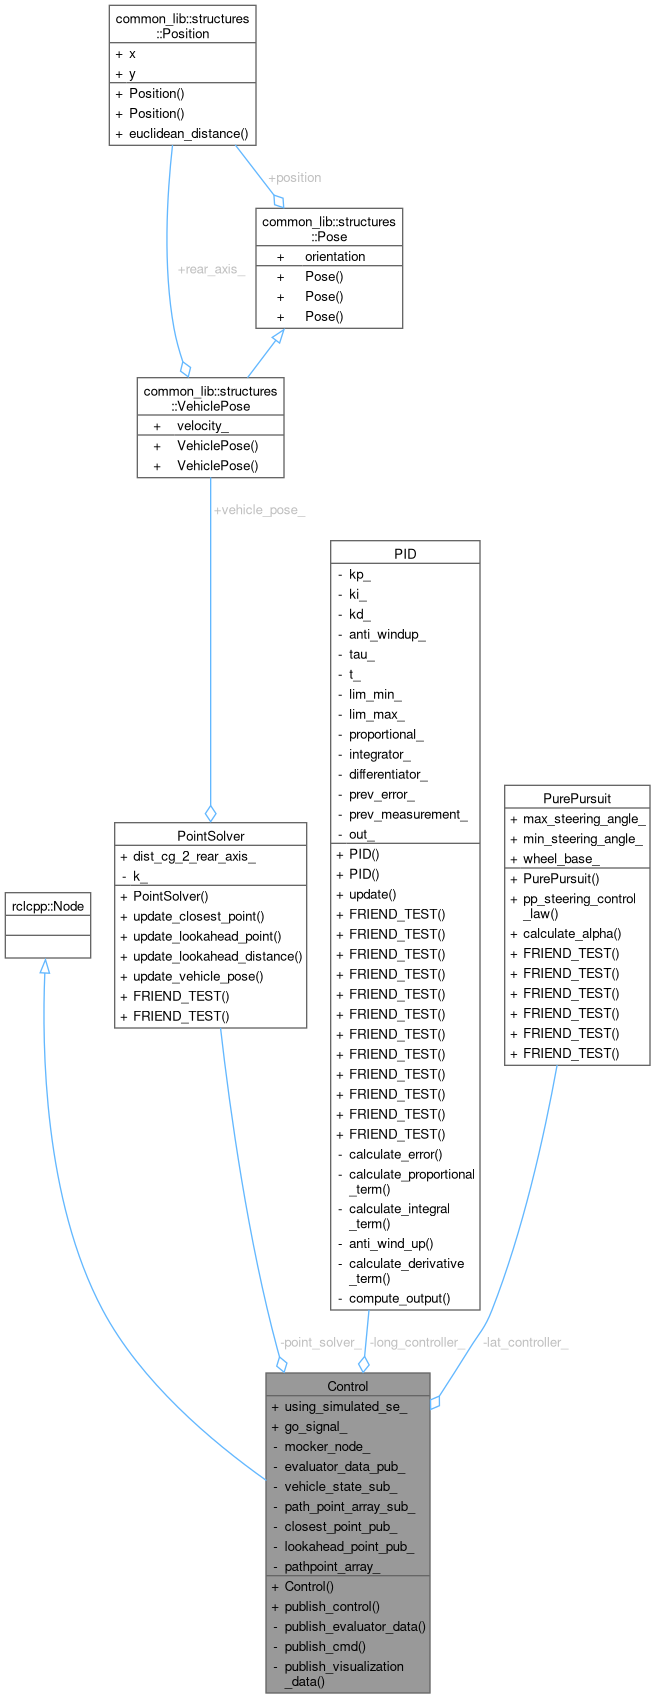 common_lib::structures
::Position
+ x
+ y
+ Position()
+ Position()
+ euclidean_distance()
+position
common_lib::structures
::Pose
+ orientation
+ Pose()
+ Pose()
+ Pose()
+rear_axis_
common_lib::structures
::VehiclePose
+ velocity_
+ VehiclePose()
+ VehiclePose()
+vehicle_pose_
PID
- kp_
- ki_
- kd_
- anti_windup_
- tau_
- t_
- lim_min_
- lim_max_
- proportional_
- integrator_
- differentiator_
- prev_error_
- prev_measurement_
- out_
+ PID()
+ PID()
+ update()
+ FRIEND_TEST()
+ FRIEND_TEST()
+ FRIEND_TEST()
+ FRIEND_TEST()
+ FRIEND_TEST()
+ FRIEND_TEST()
+ FRIEND_TEST()
+ FRIEND_TEST()
+ FRIEND_TEST()
+ FRIEND_TEST()
+ FRIEND_TEST()
+ FRIEND_TEST()
- calculate_error()
- calculate_proportional
_term()
- calculate_integral
_term()
- anti_wind_up()
- calculate_derivative
_term()
- compute_output()
PurePursuit
+ max_steering_angle_
+ min_steering_angle_
+ wheel_base_
+ PurePursuit()
+ pp_steering_control
_law()
+ calculate_alpha()
+ FRIEND_TEST()
+ FRIEND_TEST()
+ FRIEND_TEST()
+ FRIEND_TEST()
+ FRIEND_TEST()
+ FRIEND_TEST()
PointSolver
+ dist_cg_2_rear_axis_
- k_
+ PointSolver()
+ update_closest_point()
+ update_lookahead_point()
+ update_lookahead_distance()
+ update_vehicle_pose()
+ FRIEND_TEST()
+ FRIEND_TEST()
rclcpp::Node
-point_solver_
-long_controller_
-lat_controller_
Control
+ using_simulated_se_
+ go_signal_
- mocker_node_
- evaluator_data_pub_
- vehicle_state_sub_
- path_point_array_sub_
- closest_point_pub_
- lookahead_point_pub_
- pathpoint_array_
+ Control()
+ publish_control()
- publish_evaluator_data()
- publish_cmd()
- publish_visualization
_data()